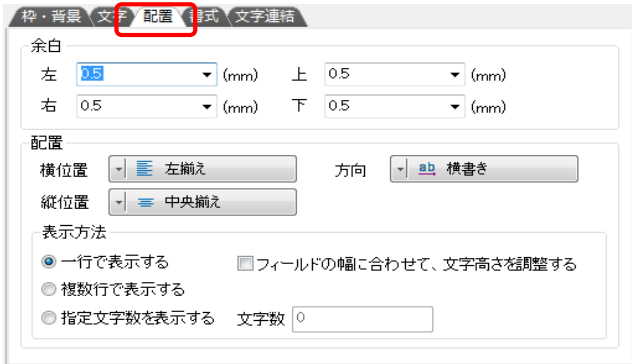 枠・背景 文字 配置 書式 文字連結
余白
左 0.5 (mm) 上 0.5 (mm)
右 0.5 (mm) 下 0.5 (mm)
配置
横位置 左揃え 方向 ab 横書き
縦位置 中央揃え
表示方法
一行で表示する フィールドの幅に合わせて、文字高さを調整する
複数行で表示する
指定文字数を表示する 文字数 0